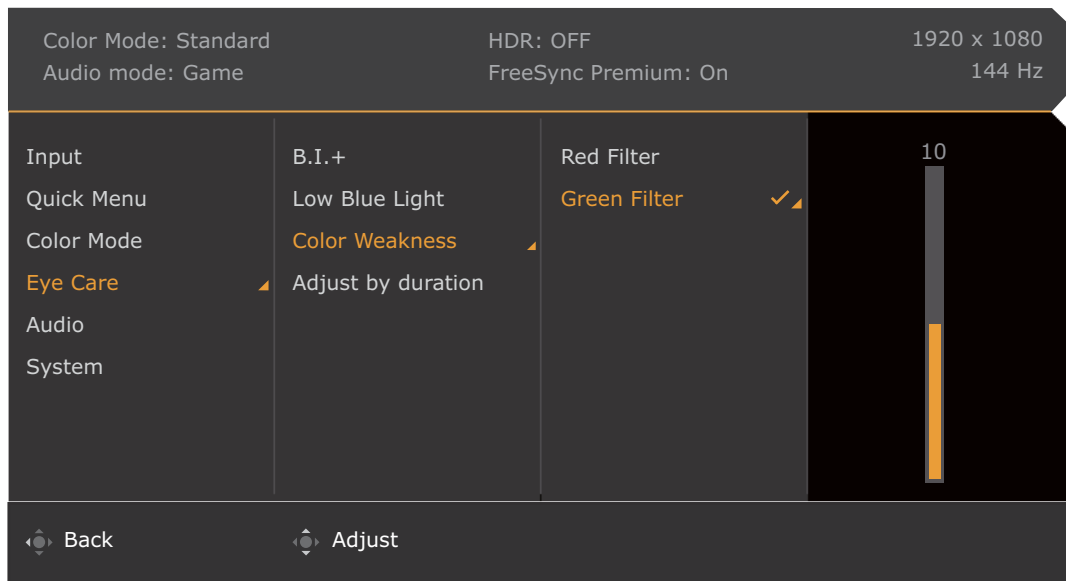 Color Mode: Standard
HDR: OFF
1920 x 1080
Audio mode: Game
FreeSync Premium: On
144 Hz
Input
Quick Menu
Color Mode
Eye Care
Audio
System
B.I.+
Low Blue Light
Color Weakness
Adjust by duration
Red Filter
Green Filter
10
Back
Adjust